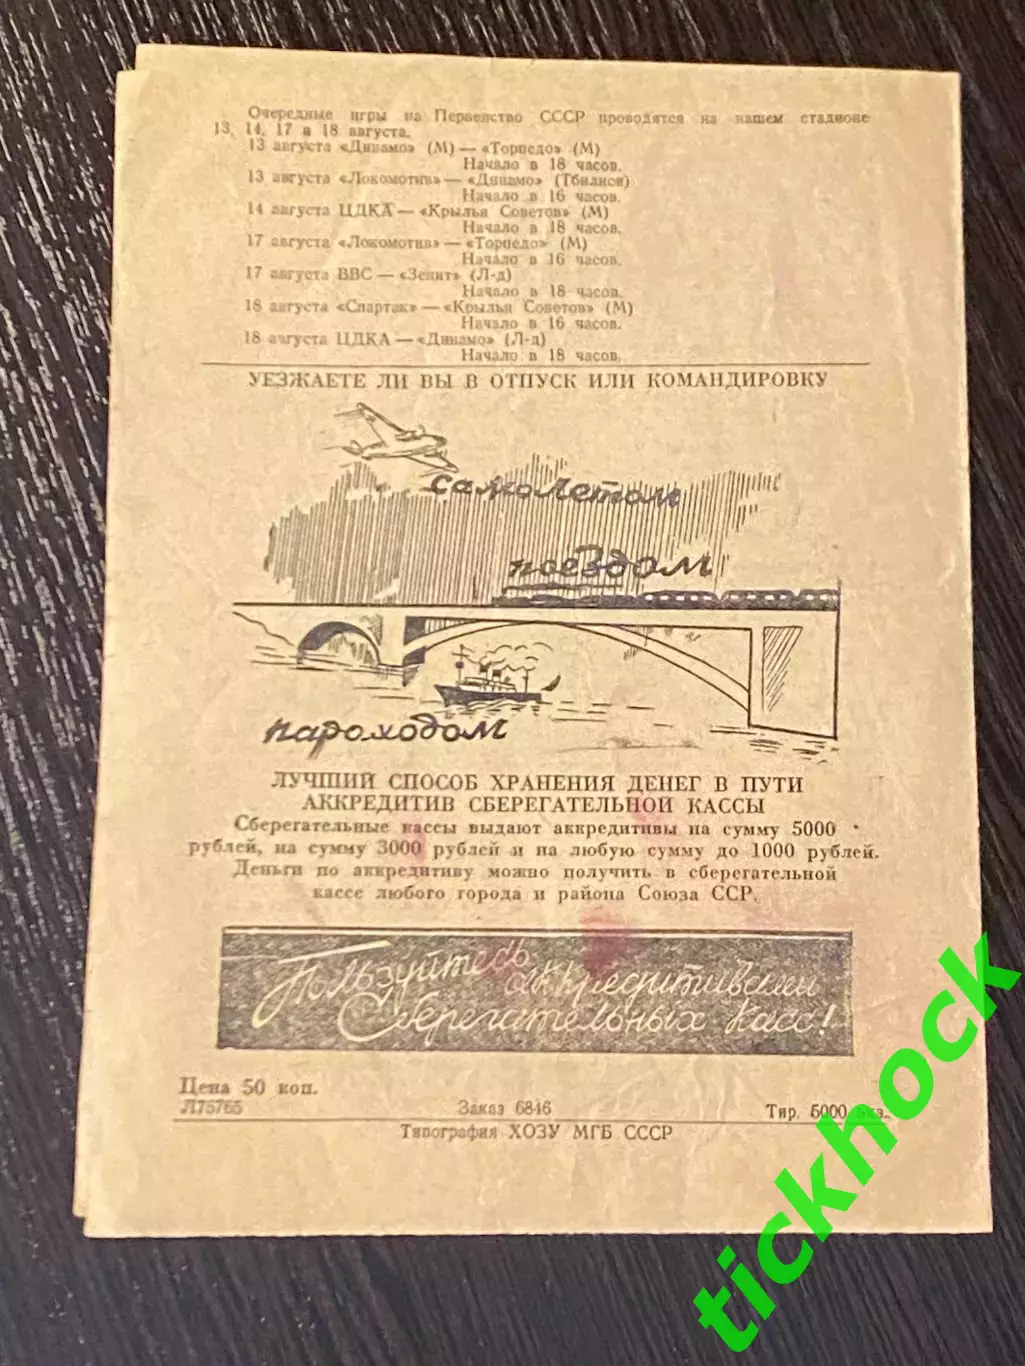 Очередные игры на Первенство СССР проводятся на нашем стадионе
13, 14, 17 и 18 августа.
13 августа «Динамо» (М) — «Торпедо» (М)
Начало в 18 часов.
13 августа «Локомотив» — «Динамо» (Тбилиси)
Начало в 16 часов.
14 августа ЦДКА — «Крылья Советов» (М)
Начало в 18 часов.
17 августа «Локомотив» — «Торпедо» (М)
Начало в 16 часов.
17 августа ВВС — «Зенит» (Л-д)
Начало в 18 часов.
18 августа «Спартак» — «Крылья Советов» (М)
Начало в 16 часов.
18 августа ЦДКА — «Динамо» (Л-д)
Начало в 18 часов.
УЕЗЖАЕТЕ ЛИ ВЫ В ОТПУСК ИЛИ КОМАНДИРОВКУ
самолетом
поездом
пароходом
ЛУЧШИЙ СПОСОБ ХРАНЕНИЯ ДЕНЕГ В ПУТИ
АККРЕДИТИВ СБЕРЕГАТЕЛЬНОЙ КАССЫ
Сберегательные кассы выдают аккредитивы на сумму 5000
рублей, на сумму 3000 рублей и на любую сумму до 1000 рублей.
Деньги по аккредитиву можно получить в сберегательной
кассе любого города и района Союза ССР.
Пользуйтесь аккредитивами
Сберегательных касс!
Цена 50 коп.
Л75765 Заказ 6846 Тир. 5000 экз.
Типография ХОЗУ МГБ СССР
tickhock